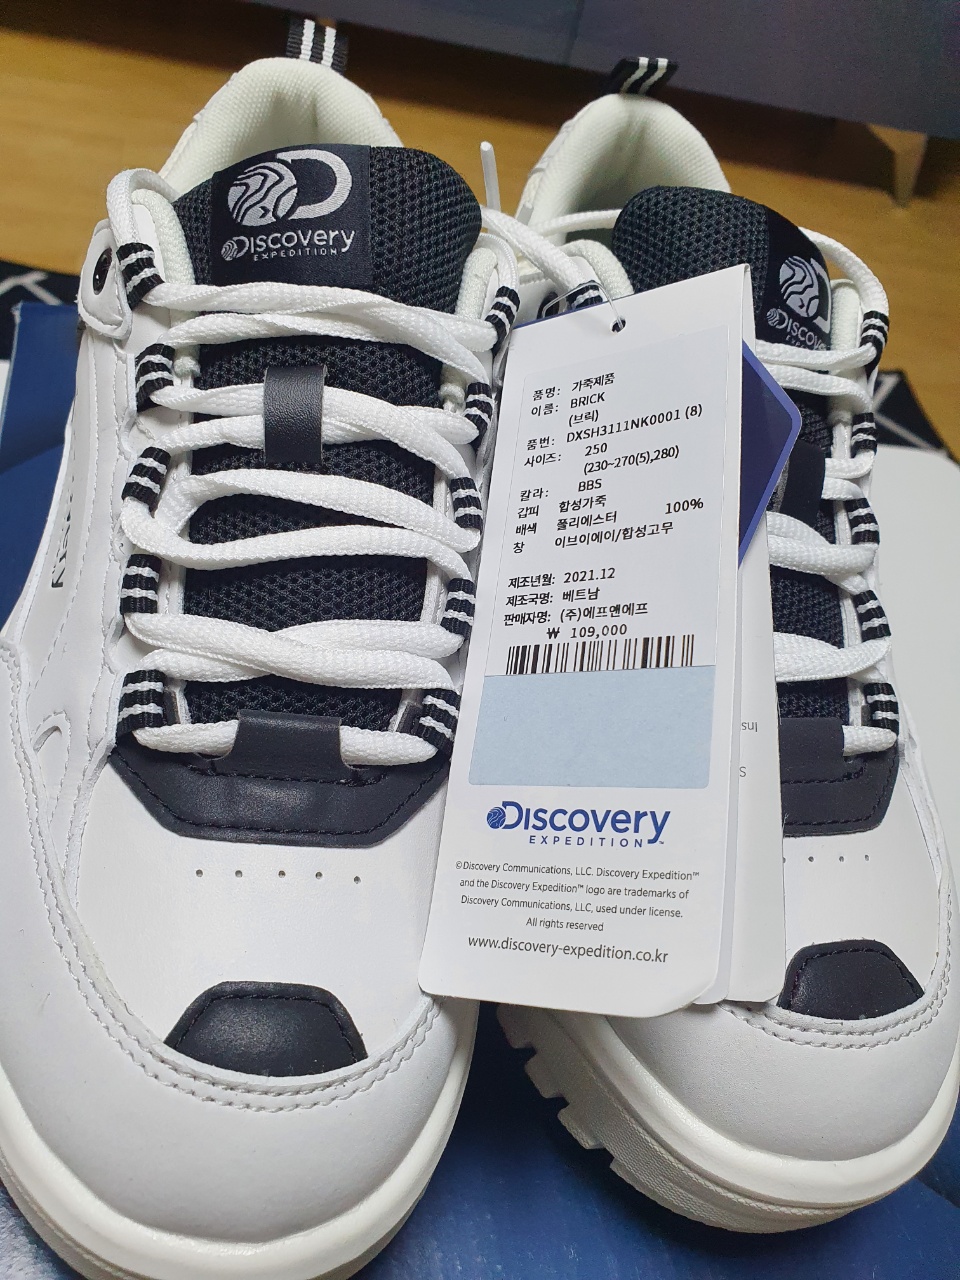 Discovery
EXPEDITION
Discovery
품명: 가죽제품
이름: BRICK
(브릭)
품번: DXSH3111NK0001 (8)
사이즈: 250
(230~270(5),280)
칼라: BBS
갑피 합성가죽
배색 폴리에스터 100%
창 이브이에이/합성고무
제조년월: 2021.12
제조국명: 베트남
판매자명: (주)에프앤에프
₩ 109,000
Discovery
EXPEDITION™
©Discovery Communications, LLC. Discovery Expedition™
and the Discovery Expedition™ logo are trademarks of
Discovery Communications, LLC, used under license.
All rights reserved
www.discovery-expedition.co.kr